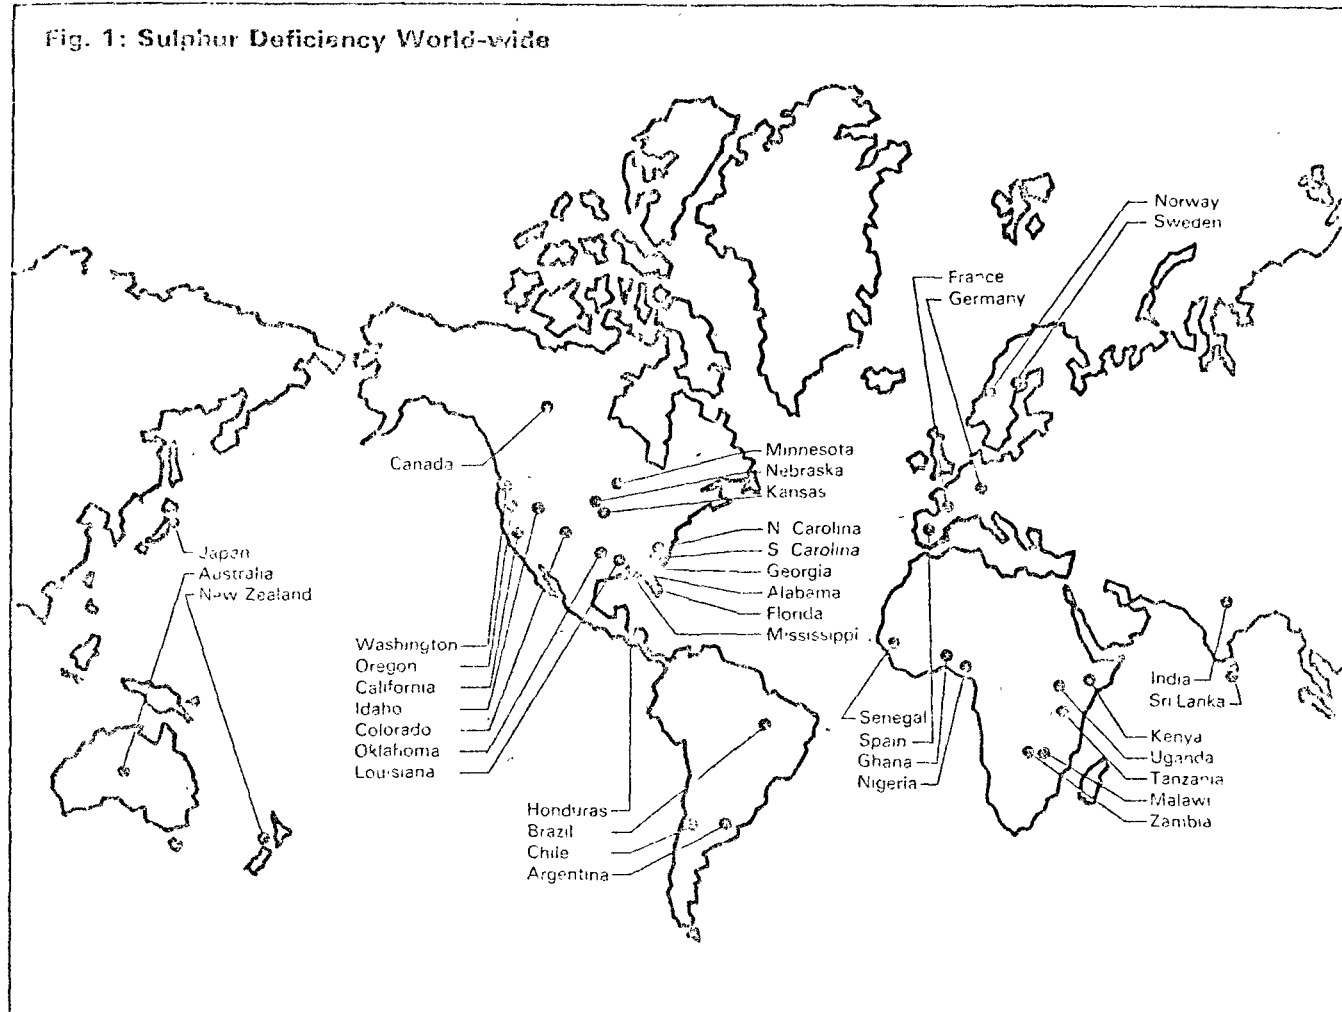 Fig. 1: Sulphur Deficiency World-wide
Norway
Sweden
France
Germany
Canada
Minnesota
Nebraska
Kansas
N Carolina
S Carolina
Georgia
Alabama
Florida
Mississippi
Japan
Australia
New Zealand
Washington
Oregon
California
Idaho
Colorado
Oklahoma
Louisiana
Honduras
Brazil
Chile
Argentina
Senegal
Spain
Ghana
Nigeria
India
Sri Lanka
Kenya
Uganda
Tanzania
Malawi
Zambia